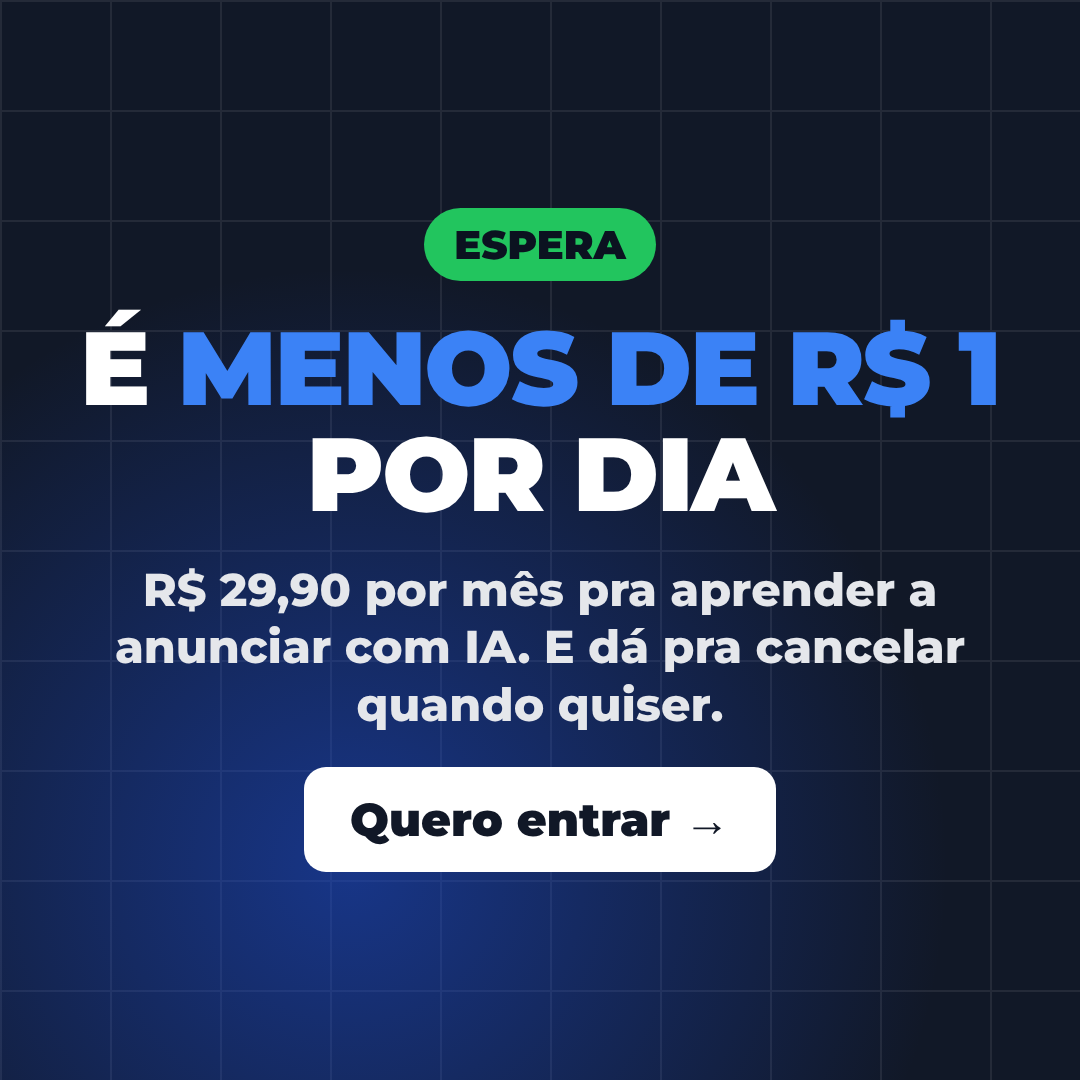 ESPERA
É MENOS DE R$ 1
POR DIA
R$ 29,90 por mês pra aprender a
anunciar com IA. E dá pra cancelar
quando quiser.
Quero entrar →